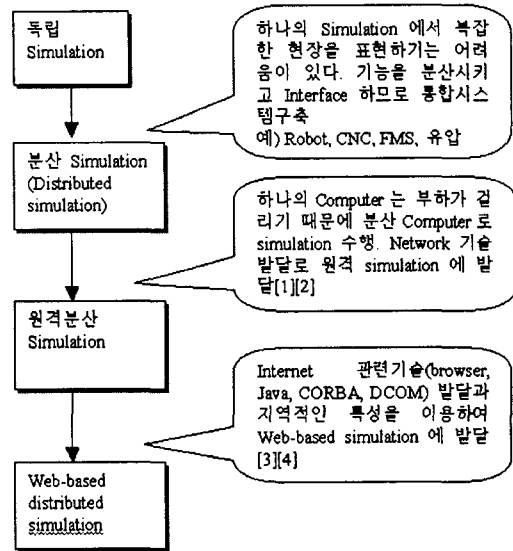 독립
Simulation
하나의 Simulation 에서 복잡
한 현장을 표현하기는 어려
움이 있다. 기능을 분산시키
고 Interface 하므로 통합시스
템구축
예) Robot, CNC, FMS, 유압
분산 Simulation
(Distributed
simulation)
하나의 Computer 는 부하가 걸
리기 때문에 분산 Computer 로
simulation 수행. Network 기술
발달로 원격 simulation 에 발
달[1][2]
원격분산
Simulation
Internet 관련기술(browser,
Java, CORBA, DCOM) 발달과
지역적인 특성을 이용하여
Web-based simulation 에 발달
[3][4]
Web-based
distributed
simulation